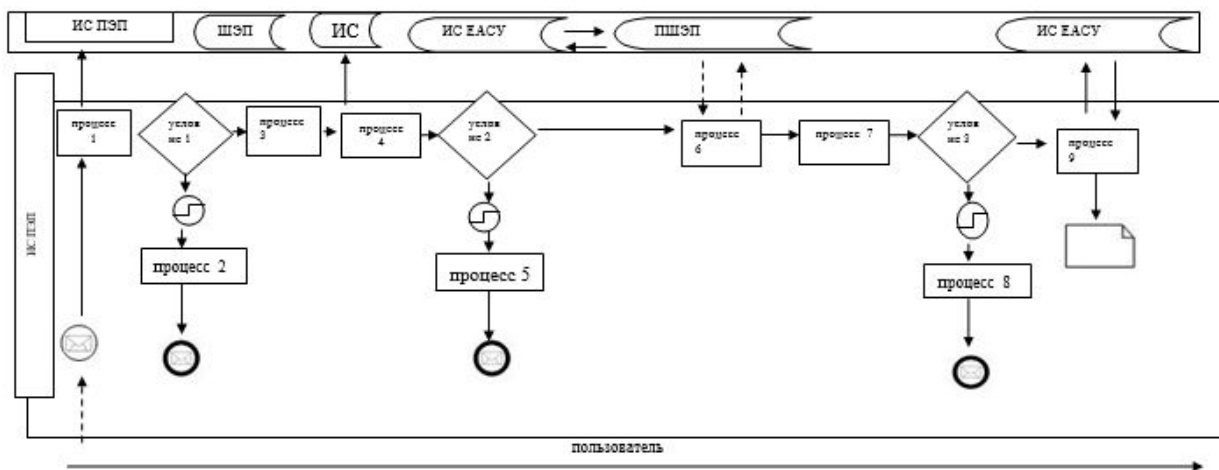 ИС ПЭП
ШЭП
ИС
ИС ЕАСУ
ПШЭП
ИС ЕАСУ
ИС ПЭП
процесс
1
услов
ие 1
процесс
3
процесс
4
услов
ие 2
процесс
6
процесс 7
услов
ие 3
процесс
9
процесс 2
процесс 5
процесс 8
пользователь